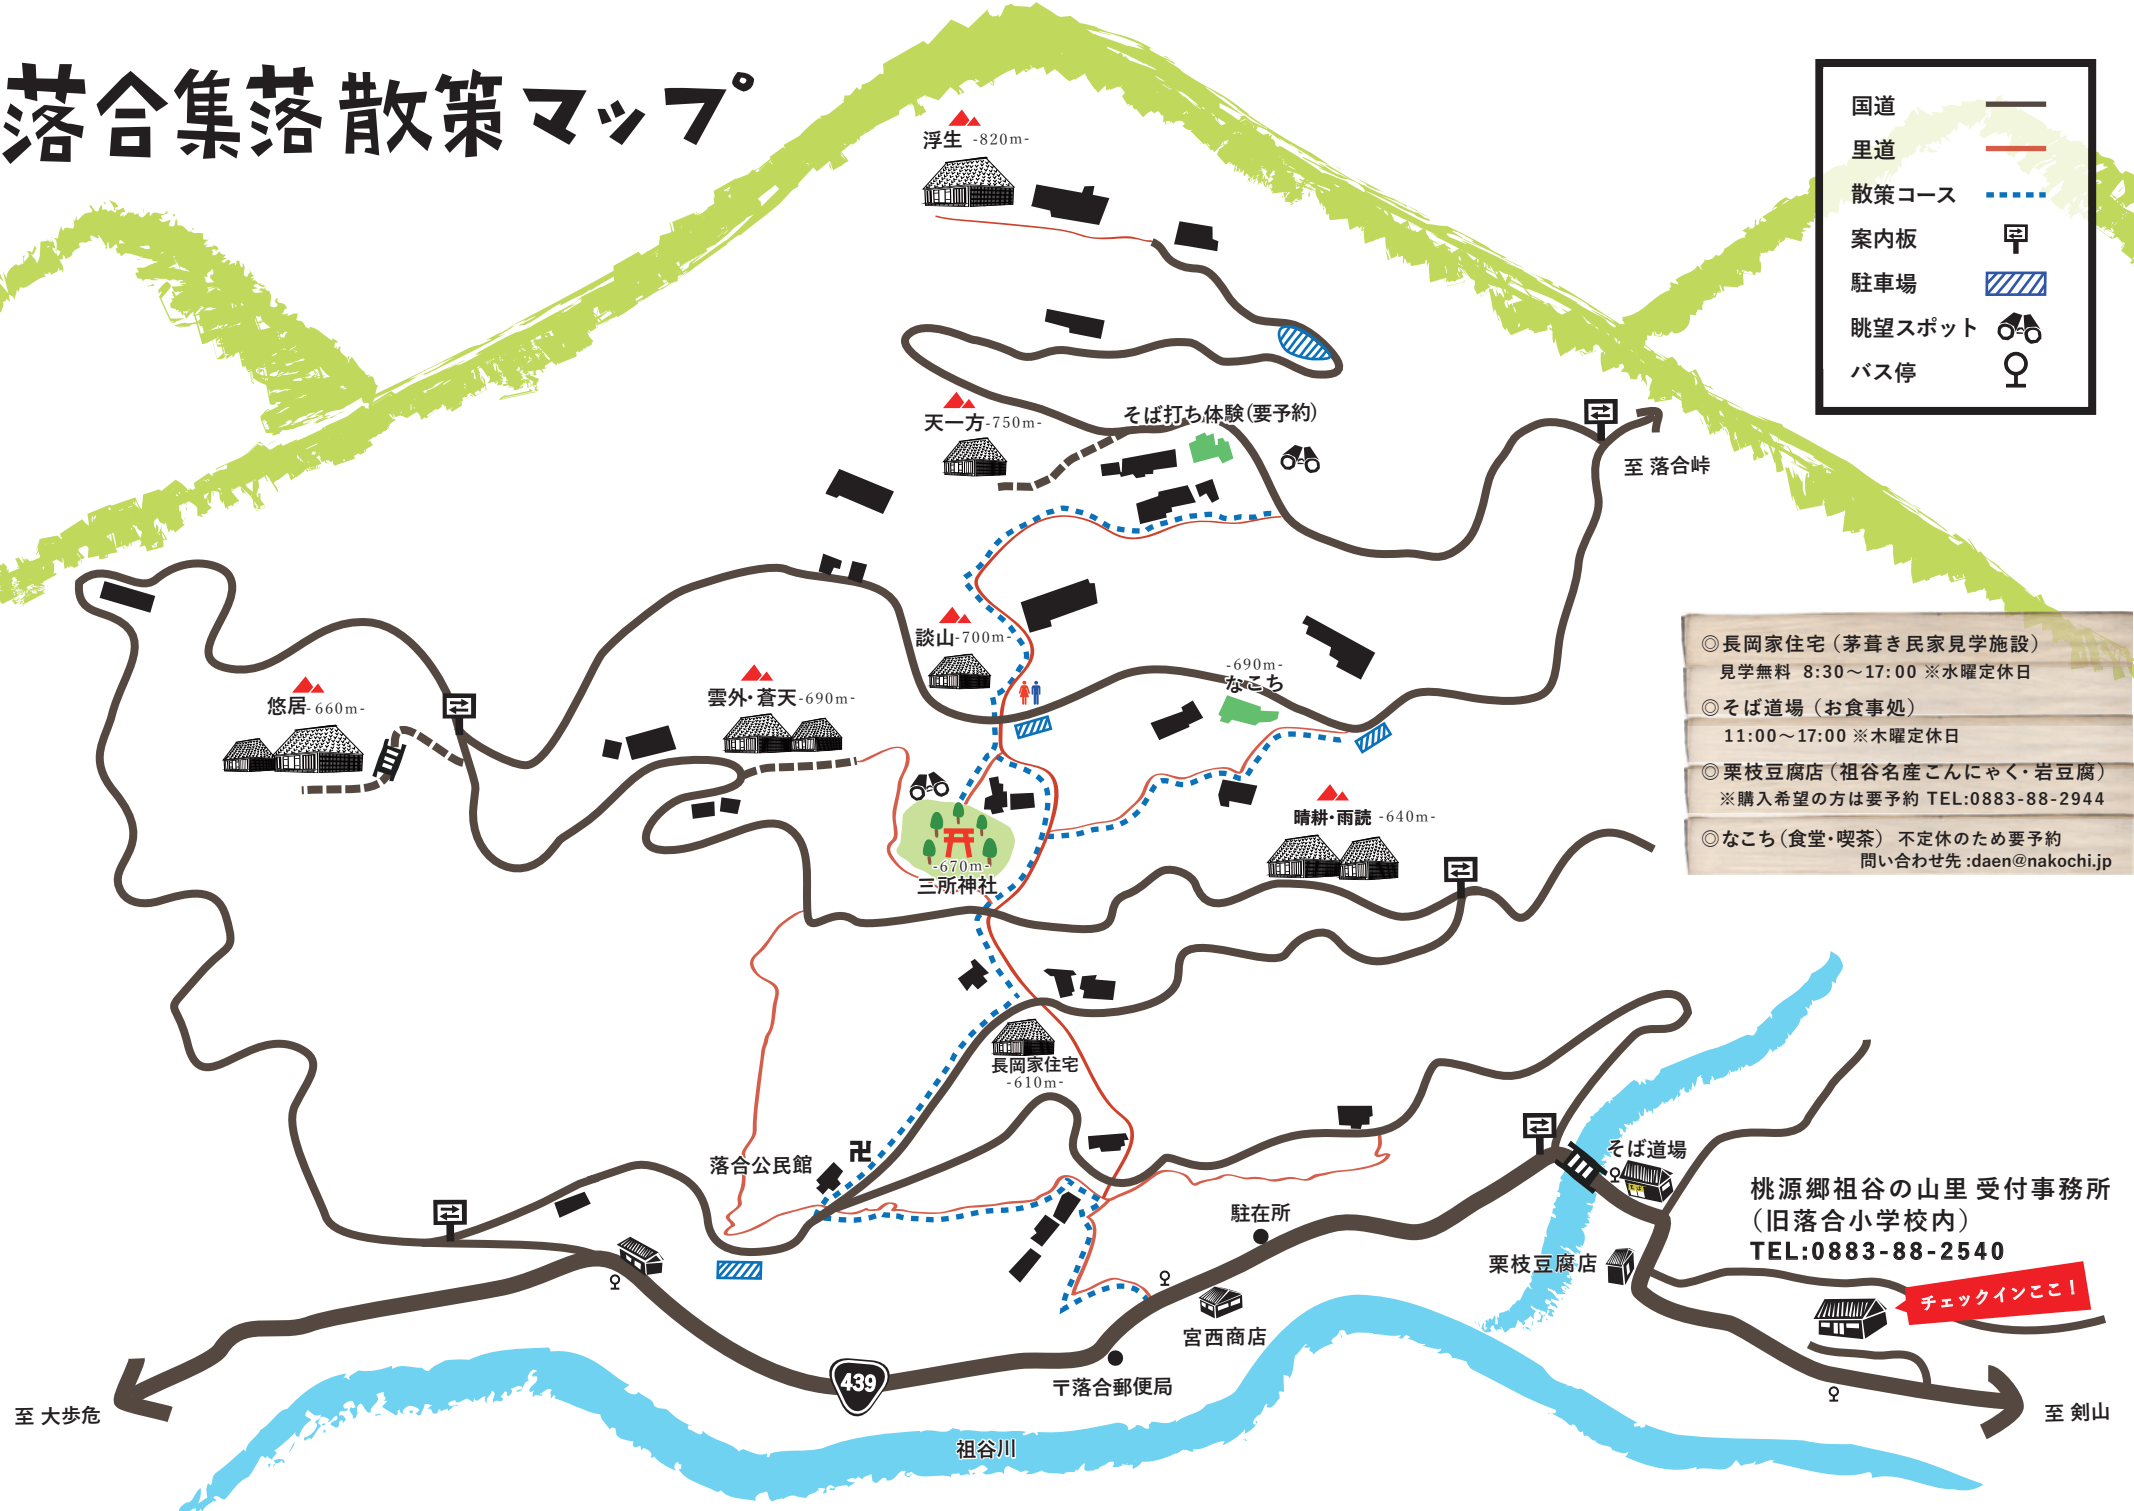 落合集落散策マップ
国道
里道
散策コース
案内板
駐車場
眺望スポット
バス停
浮生 -820m-
天一方-750m-
そば打ち体験(要予約)
至 落合峠
談山-700m-
-690m-
なこち
悠居-660m-
雲外・蒼天-690m-
晴耕・雨読 -640m-
-670m-
三所神社
長岡家住宅
-610m-
落合公民館
卍
◎長岡家住宅（茅葺き民家見学施設）
見学無料 8:30～17:00 ※水曜定休日
◎そば道場（お食事処）
11:00～17:00 ※木曜定休日
◎栗枝豆腐店（祖谷名産こんにゃく・岩豆腐）
※購入希望の方は要予約 TEL:0883-88-2944
◎なこち（食堂・喫茶） 不定休のため要予約
問い合わせ先:daen@nakochi.jp
そば道場
桃源郷祖谷の山里 受付事務所
（旧落合小学校内）
TEL:0883-88-2540
チェックインここ！
駐在所
栗枝豆腐店
宮西商店
〒落合郵便局
439
至 大歩危
至 剣山
祖谷川